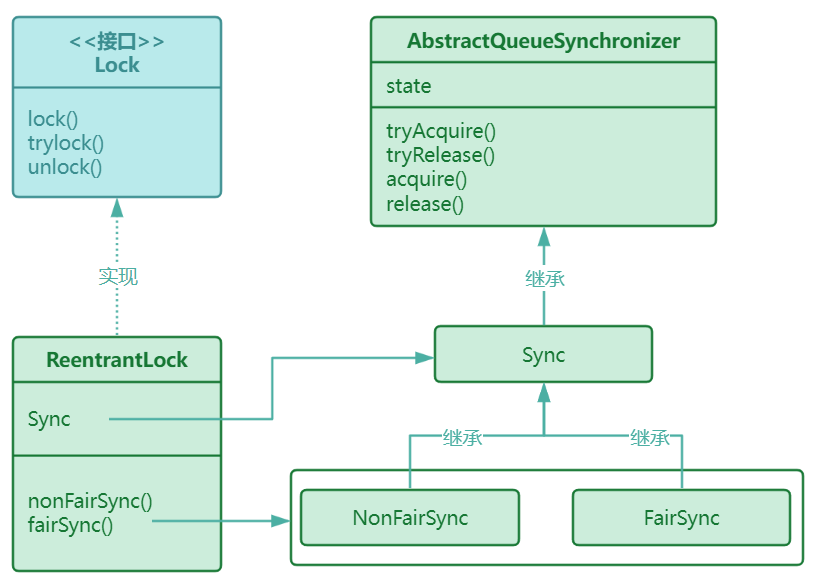 <<接口>>
Lock
lock()
trylock()
unlock()
AbstractQueueSynchronizer
state
tryAcquire()
tryRelease()
acquire()
release()
实现
继承
ReentrantLock
Sync
nonFairSync()
fairSync()
Sync
继承
继承
NonFairSync
FairSync